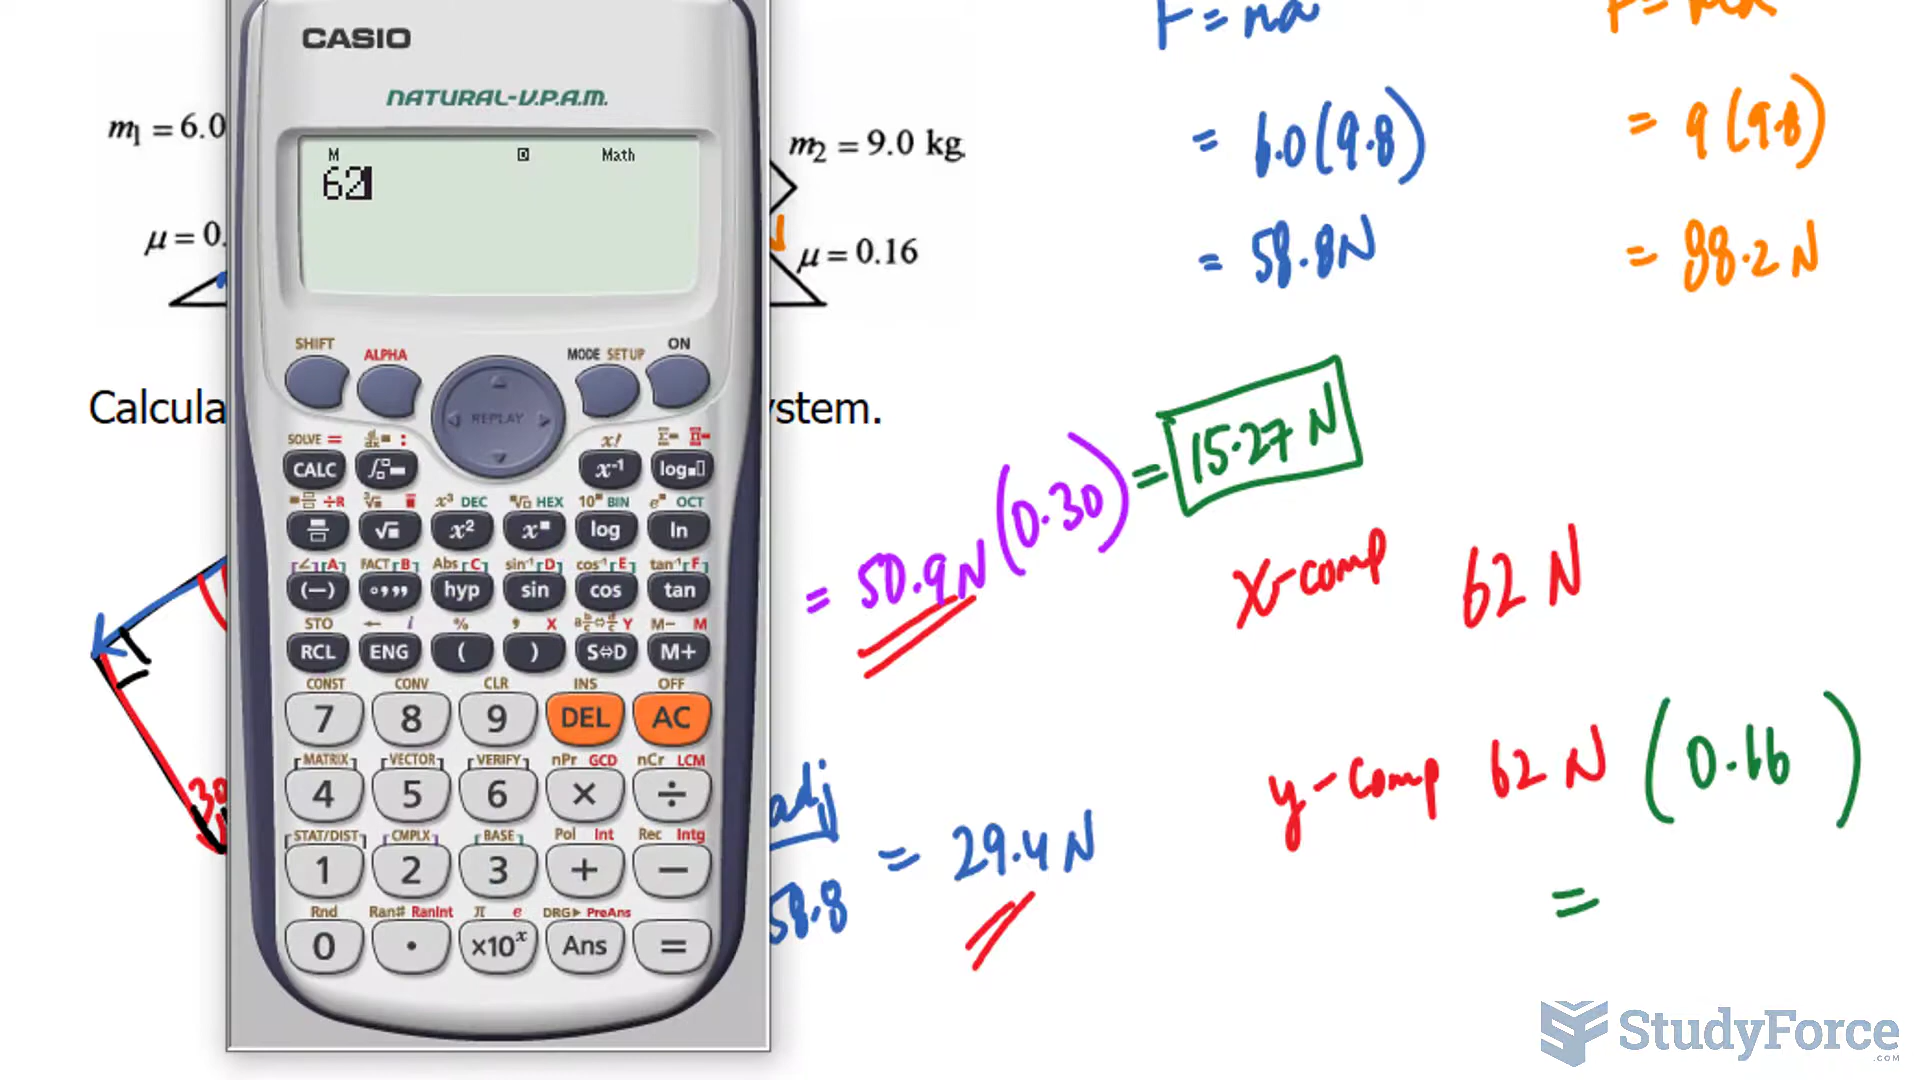 CASIO
NATURAL-V.P.A.M.
M D Math
62
m₁ = 6.0
μ = 0.
m₂ = 9.0 kg
μ = 0.16
Calcula
ystem.
F = ma
= 6.0(9.8)
= 58.8N
= 9(9.8)
= 88.2 N
= 50.9N(0.30) = 15.27 N
x-comp 62 N
y-comp 62 N (0.16 )
=
adj
58.8
= 29.4 N
30
SHIFT ALPHA MODE SETUP ON
REPLAY
SOLVE = d/dx : x! Σ Π
CALC ∫ x⁻¹ log
÷R ∛ x³ DEC √ HEX 10 BIN e OCT
√ x² x log ln
∠ A FACT B Abs C sin⁻¹ D cos⁻¹ E tan⁻¹ F
(−) °,,, hyp sin cos tan
STO ← i % , X a b/c⇔d/c Y M− M
RCL ENG ( ) S⇔D M+
CONST CONV CLR INS OFF
7 8 9 DEL AC
MATRIX VECTOR VERIFY nPr GCD nCr LCM
4 5 6 × ÷
STAT/DIST CMPLX BASE Pol Int Rec Intg
1 2 3 + −
Rnd Ran# RanInt π e DRG▶ PreAns
0 . ×10ˣ Ans =
StudyForce
.COM